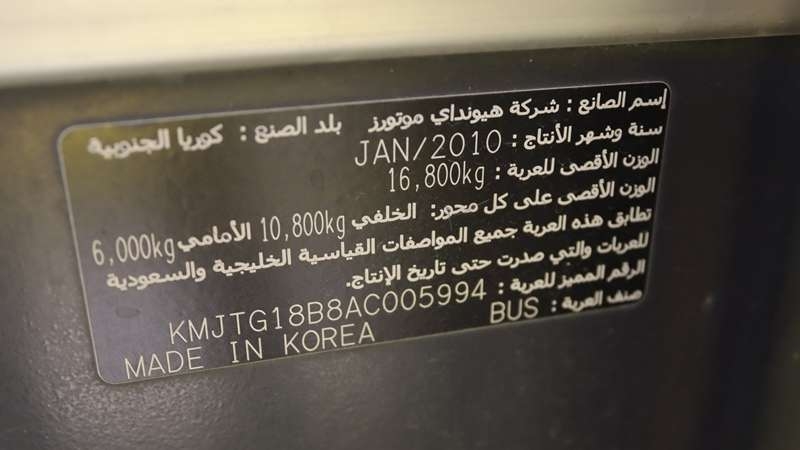 إسم الصانع : شركة هيونداي موتورز بلد الصنع : كوريا الجنوبية
سنة وشهر الأنتاج : JAN/2010
الوزن الأقصى للعربة : 16,800kg
الوزن الأقصى على كل محور: الخلفي 10,800kg الأمامي 6,000kg
تطابق هذه العربة جميع المواصفات القياسية الخليجية والسعودية
للعربات والتي صدرت حتى تاريخ الإنتاج.
الرقم المميز للعربة : KMJTG18B8AC005994
صنف العربة : BUS
MADE IN KOREA